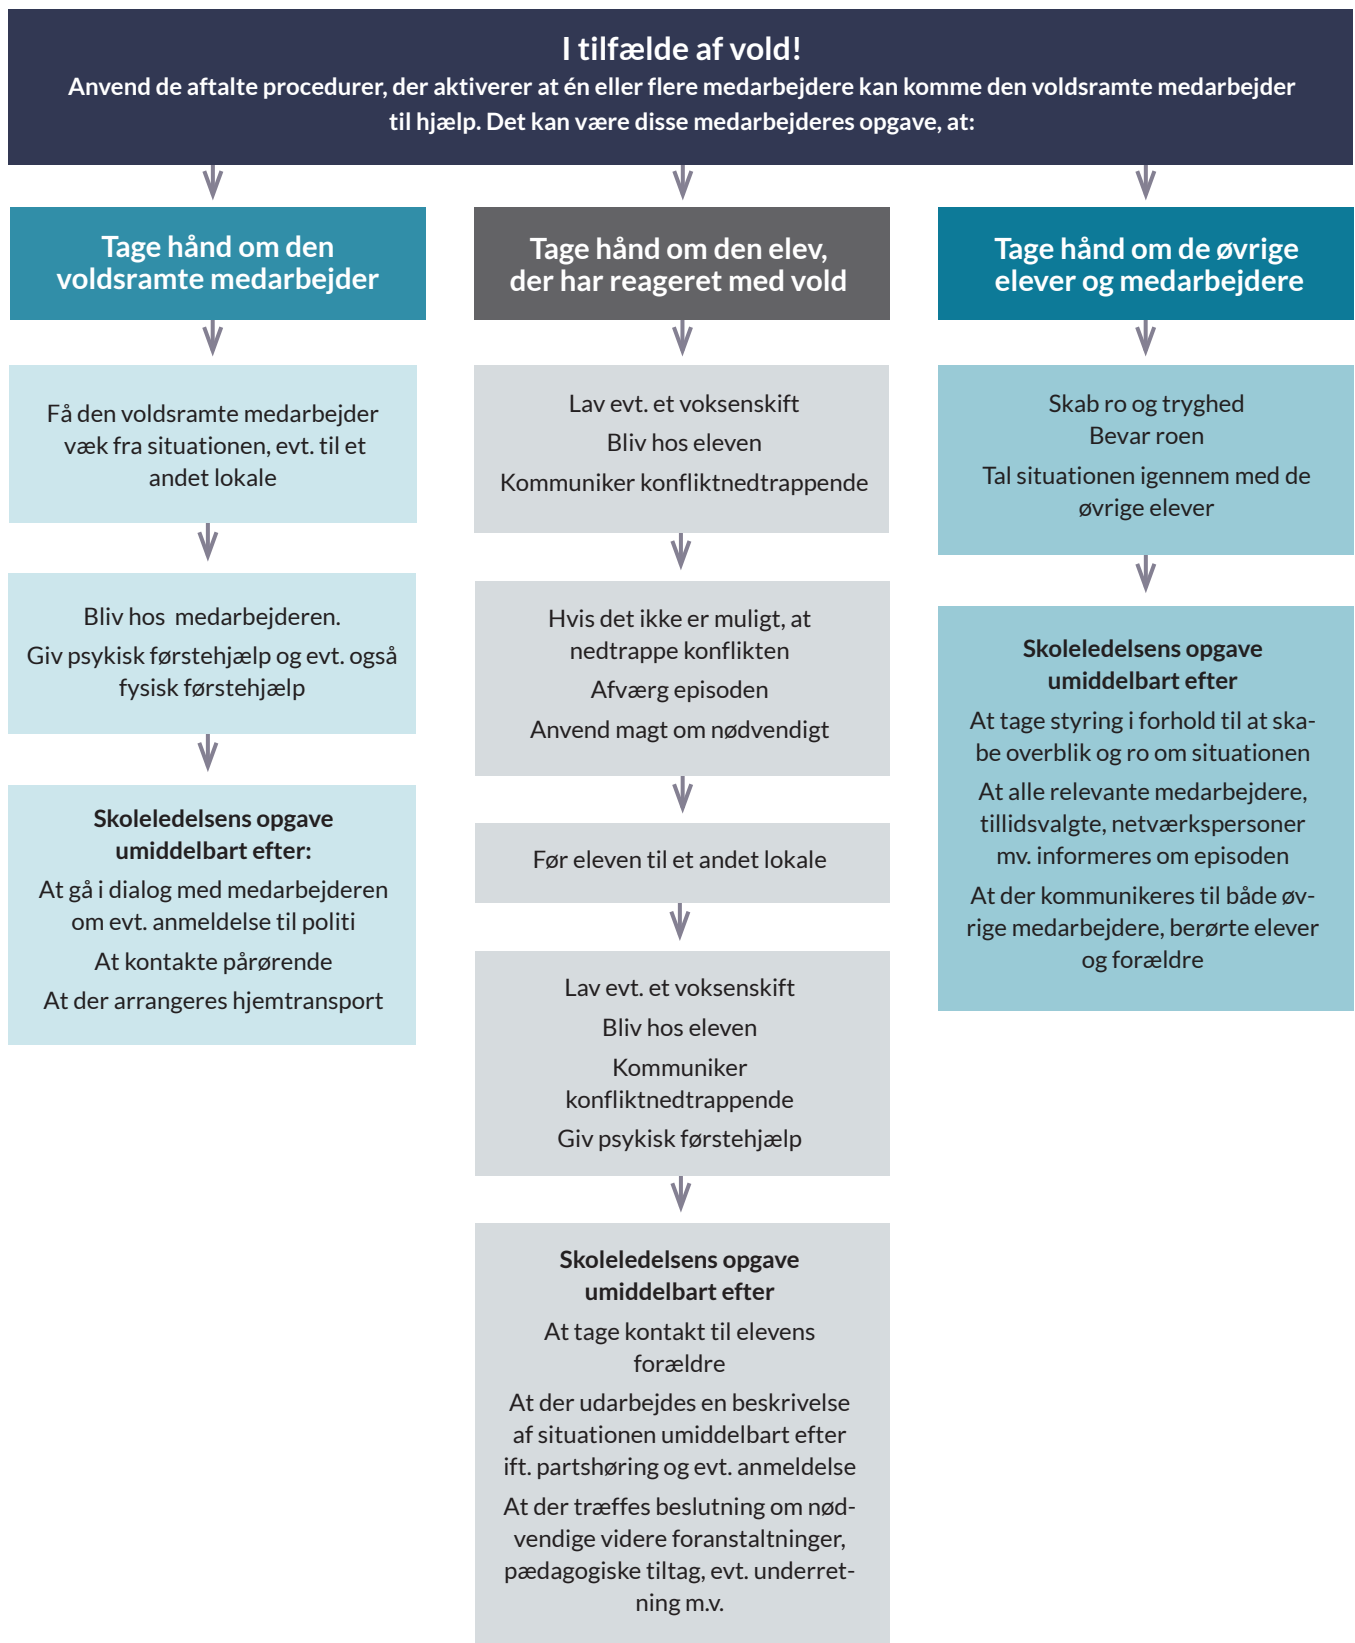 I tilfælde af vold!
Anvend de aftalte procedurer, der aktiverer at én eller flere medarbejdere kan komme den voldsramte medarbejder
til hjælp. Det kan være disse medarbejderes opgave, at:
Tage hånd om den
voldsramte medarbejder
Få den voldsramte medarbejder
væk fra situationen, evt. til et
andet lokale
Bliv hos  medarbejderen.
Giv psykisk førstehjælp og evt. også
fysisk førstehjælp
Skoleledelsens opgave
umiddelbart efter:
At gå i dialog med medarbejderen
om evt. anmeldelse til politi
At kontakte pårørende
At der arrangeres hjemtransport
Tage hånd om den elev,
der har reageret med vold
Lav evt. et voksenskift
Bliv hos eleven
Kommuniker konfliktnedtrappende
Hvis det ikke er muligt, at
nedtrappe konflikten
Afværg episoden
Anvend magt om nødvendigt
Før eleven til et andet lokale
Lav evt. et voksenskift
Bliv hos eleven
Kommuniker
konfliktnedtrappende
Giv psykisk førstehjælp
Skoleledelsens opgave
umiddelbart efter
At tage kontakt til elevens
forældre
At der udarbejdes en beskrivelse
af situationen umiddelbart efter
ift. partshøring og evt. anmeldelse
At der træffes beslutning om nød-
vendige videre foranstaltninger,
pædagogiske tiltag, evt. underret-
ning m.v.
Tage hånd om de øvrige
elever og medarbejdere
Skab ro og tryghed
Bevar roen
Tal situationen igennem med de
øvrige elever
Skoleledelsens opgave
umiddelbart efter
At tage styring i forhold til at ska-
be overblik og ro om situationen
At alle relevante medarbejdere,
tillidsvalgte, netværkspersoner
mv. informeres om episoden
At der kommunikeres til både øv-
rige medarbejdere, berørte elever
og forældre